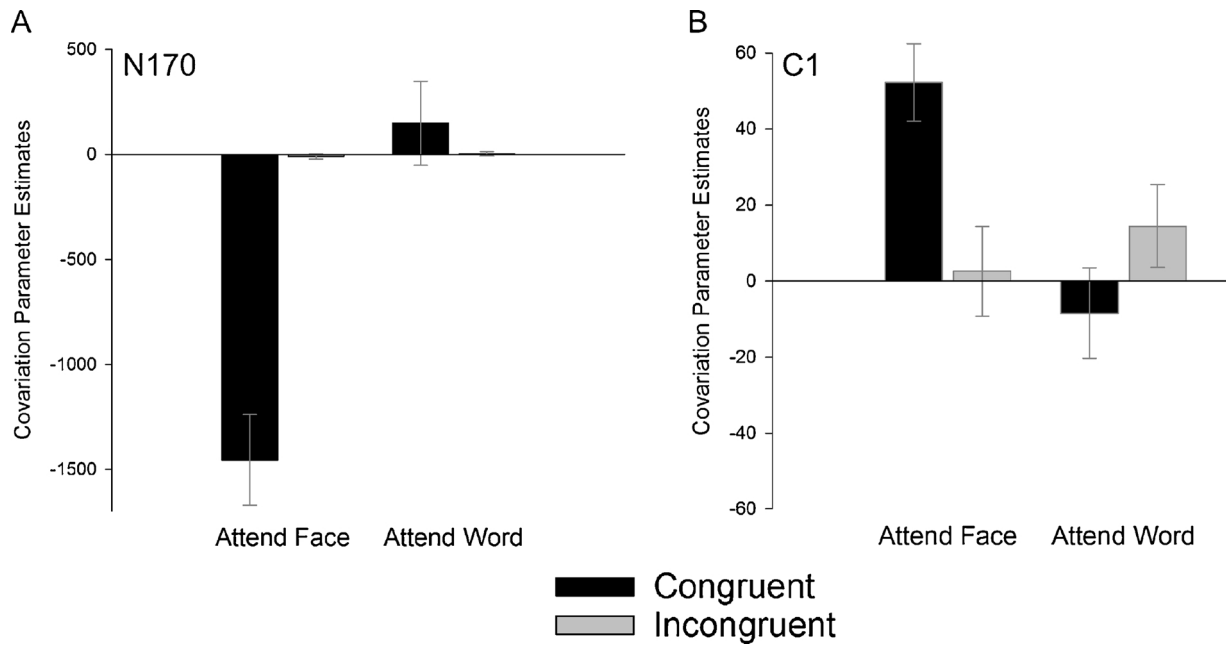 A
N170
Covariation Parameter Estimates
500
0
-500
-1000
-1500
Attend Face
Attend Word
B
C1
Covariation Parameter Estimates
60
40
20
0
-20
-40
-60
Attend Face
Attend Word
Congruent
Incongruent